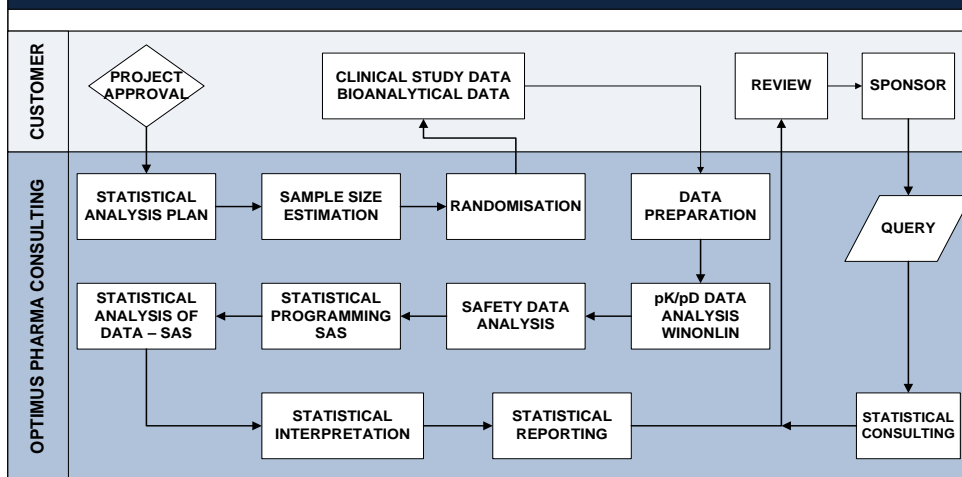 CUSTOMER
PROJECT
APPROVAL
CLINICAL STUDY DATA
BIOANALYTICAL DATA
REVIEW
SPONSOR
OPTIMUS PHARMA CONSULTING
STATISTICAL
ANALYSIS PLAN
SAMPLE SIZE
ESTIMATION
RANDOMISATION
DATA
PREPARATION
QUERY
STATISTICAL
ANALYSIS OF
DATA – SAS
STATISTICAL
PROGRAMMING
SAS
SAFETY DATA
ANALYSIS
pK/pD DATA
ANALYSIS
WINONLIN
STATISTICAL
INTERPRETATION
STATISTICAL
REPORTING
STATISTICAL
CONSULTING